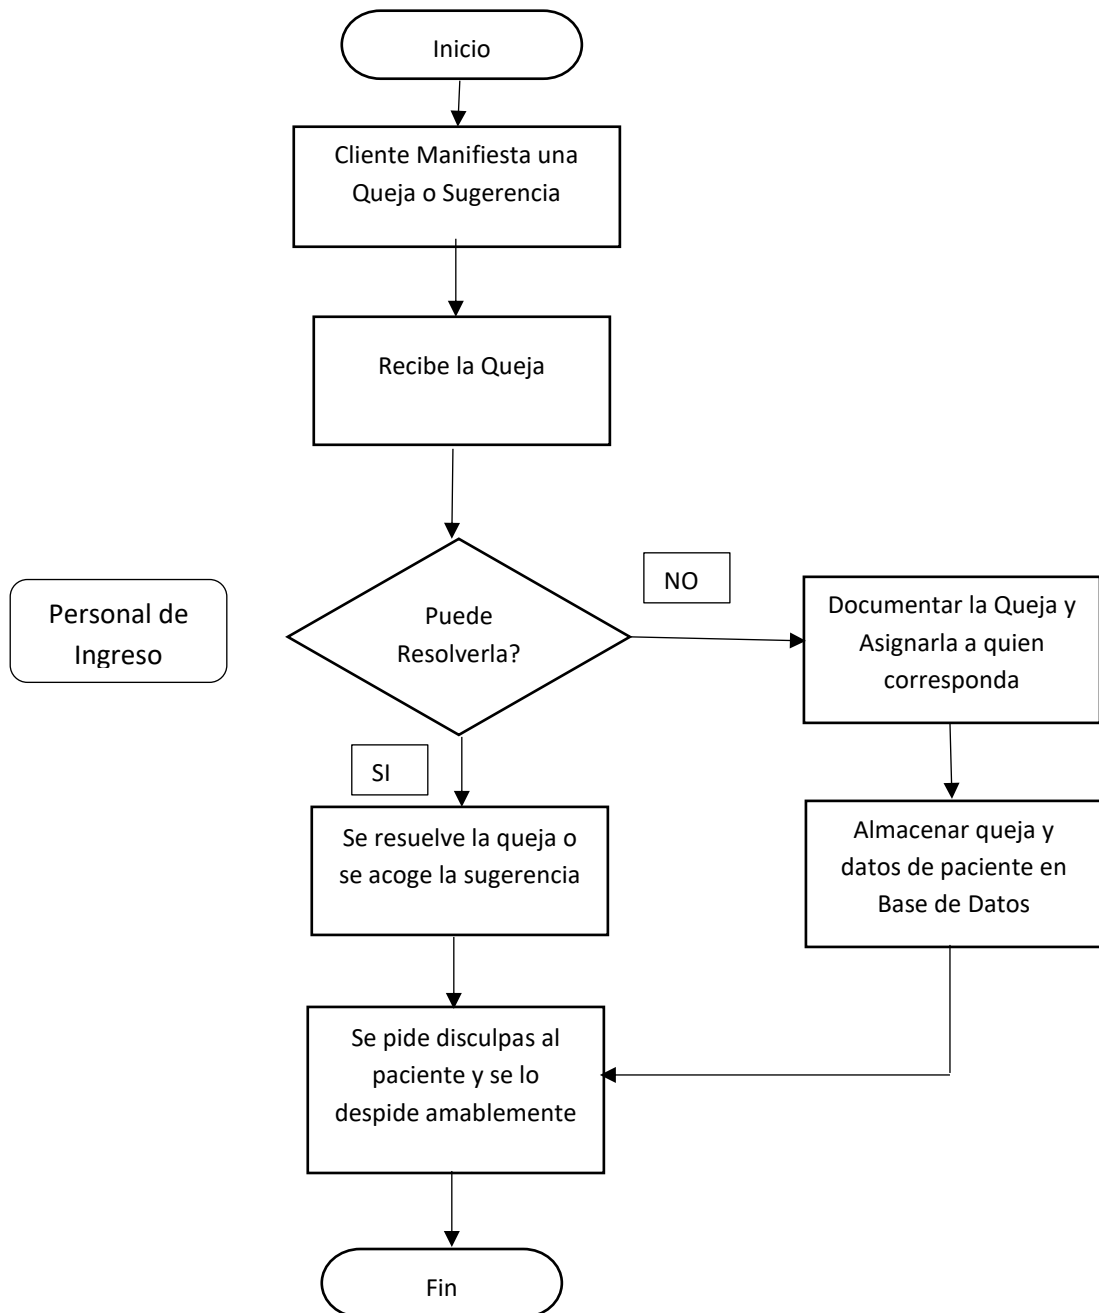 Inicio
Cliente Manifiesta una
Queja o Sugerencia
Recibe la Queja
Personal de
Ingreso
Puede
Resolverla?
NO
Documentar la Queja y
Asignarla a quien
corresponda
SI
Se resuelve la queja o
se acoge la sugerencia
Almacenar queja y
datos de paciente en
Base de Datos
Se pide disculpas al
paciente y se lo
despide amablemente
Fin